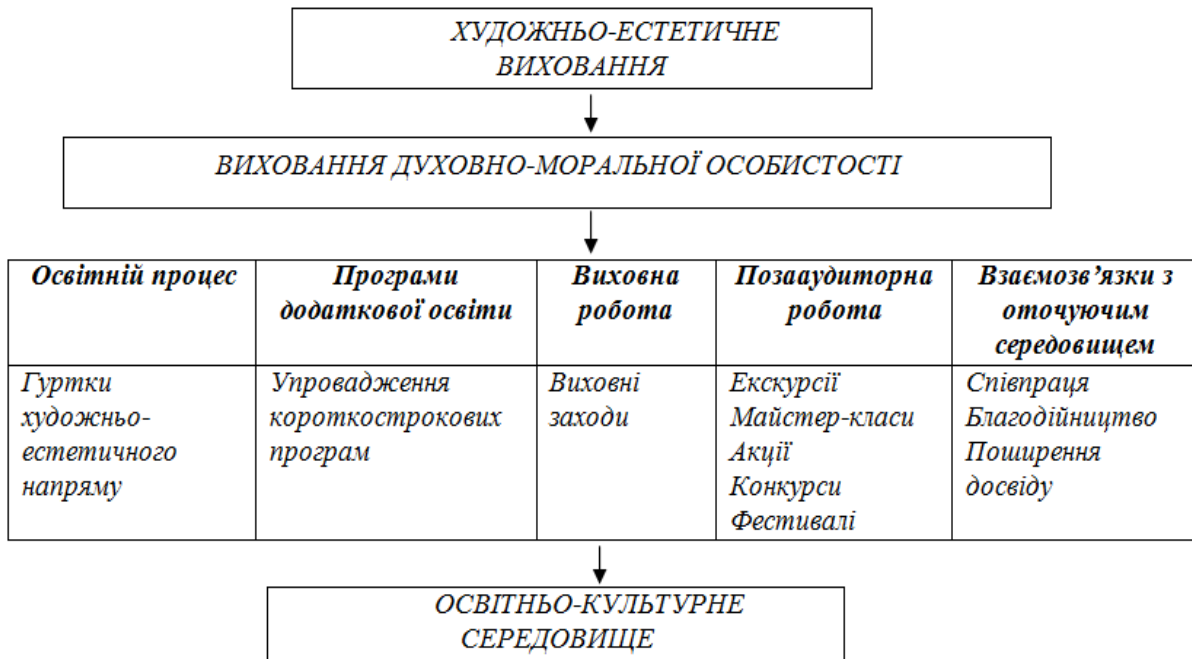 ХУДОЖНЬО-ЕСТЕТИЧНЕ
ВИХОВАННЯ
ВИХОВАННЯ ДУХОВНО-МОРАЛЬНОЇ ОСОБИСТОСТІ
Освітній процес
Програми
додаткової освіти
Виховна
робота
Позааудиторна
робота
Взаємозв’язки з
оточуючим
середовищем
Гуртки
художньо-
естетичного
напряму
Упровадження
короткострокових
програм
Виховні
заходи
Екскурсії
Майстер-класи
Акції
Конкурси
Фестивалі
Співпраця
Благодійництво
Поширення
досвіду
ОСВІТНЬО-КУЛЬТУРНЕ
СЕРЕДОВИЩЕ